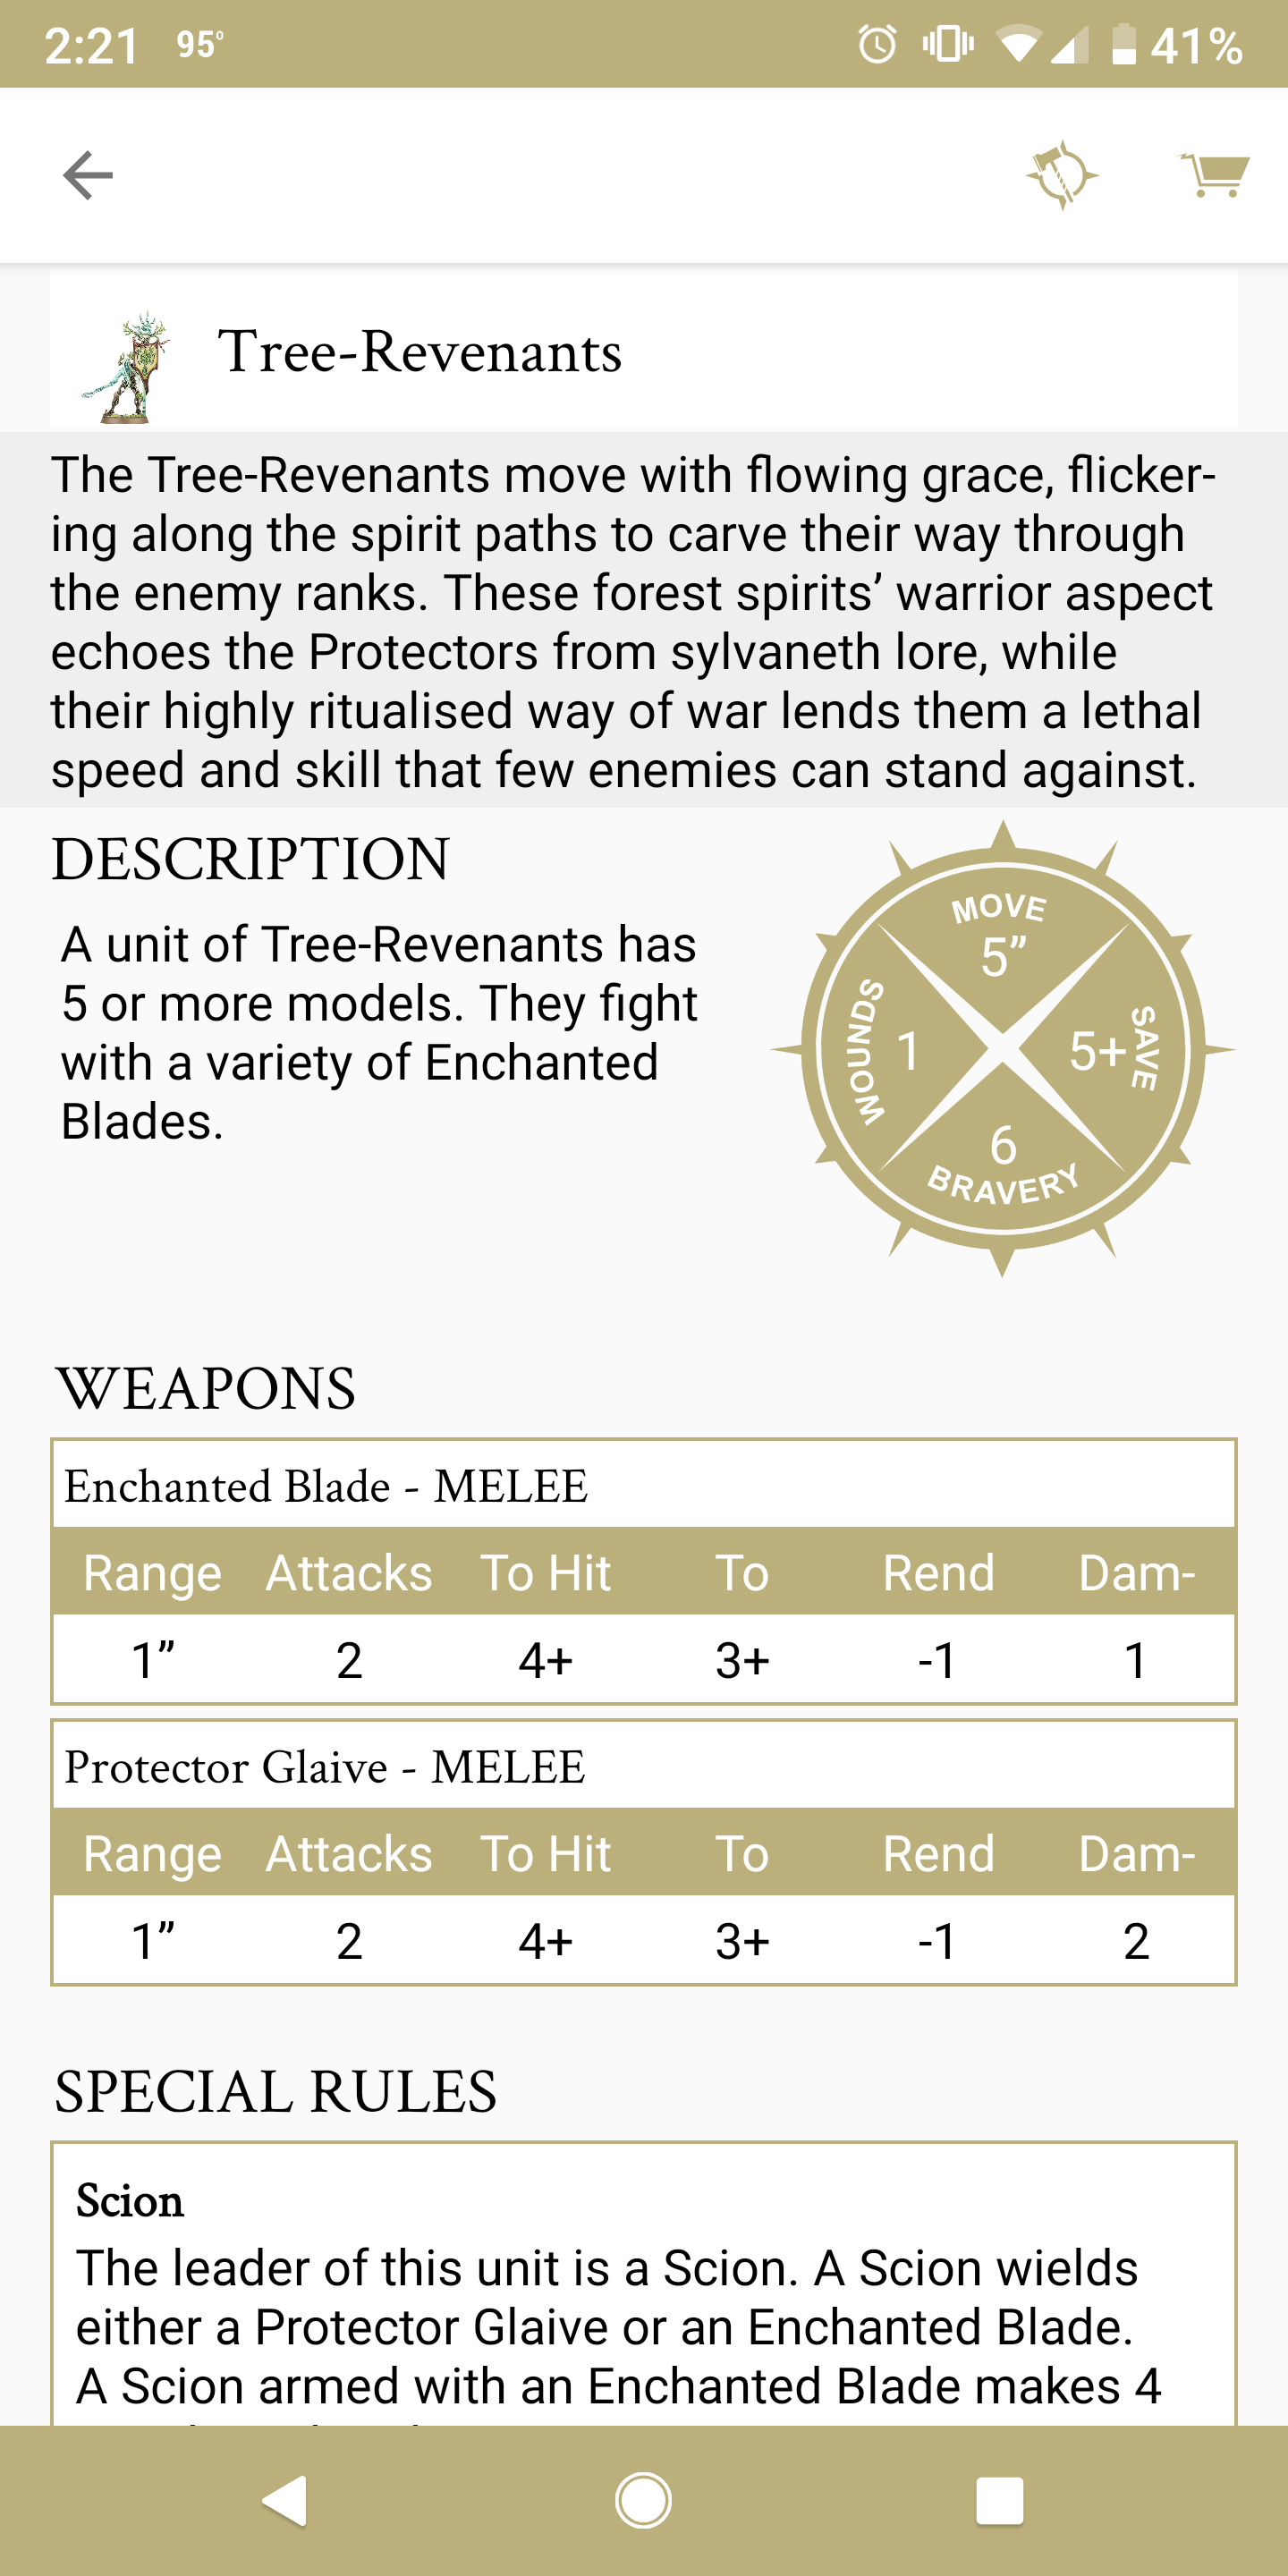 2:21 95° 41%
Tree-Revenants
The Tree-Revenants move with flowing grace, flicker-
ing along the spirit paths to carve their way through
the enemy ranks. These forest spirits’ warrior aspect
echoes the Protectors from sylvaneth lore, while
their highly ritualised way of war lends them a lethal
speed and skill that few enemies can stand against.
DESCRIPTION
A unit of Tree-Revenants has
5 or more models. They fight
with a variety of Enchanted
Blades.
MOVE
5”
WOUNDS 1 5+ SAVE
6
BRAVERY
WEAPONS
Enchanted Blade - MELEE
Range Attacks To Hit To Rend Dam-
1” 2 4+ 3+ -1 1
Protector Glaive - MELEE
Range Attacks To Hit To Rend Dam-
1” 2 4+ 3+ -1 2
SPECIAL RULES
Scion
The leader of this unit is a Scion. A Scion wields
either a Protector Glaive or an Enchanted Blade.
A Scion armed with an Enchanted Blade makes 4